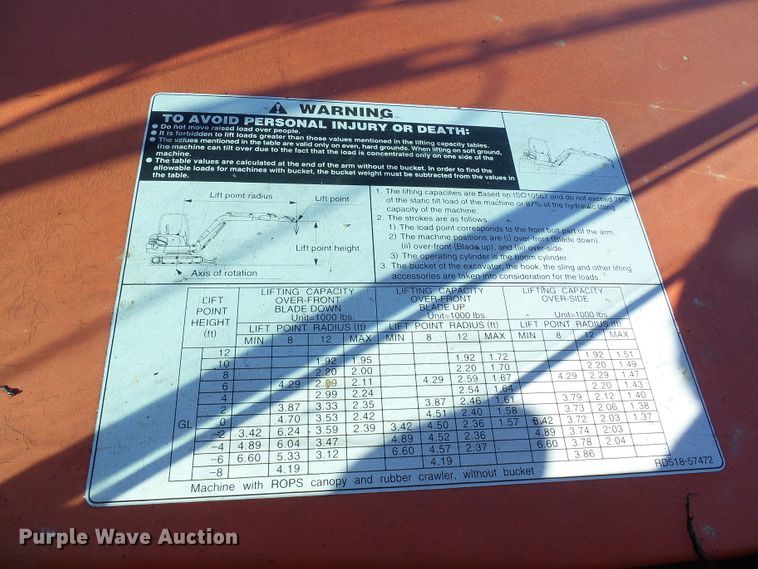 WARNING
TO AVOID PERSONAL INJURY OR DEATH:
● Do not move raised load over people.
● It is forbidden to lift loads greater than those values mentioned in the lifting capacity tables.
● The values mentioned in the table are valid only on even, hard grounds. When lifting on soft ground,
the machine can tilt over due to the fact that the load is concentrated only on one side of the
machine.
● The table values are calculated at the end of the arm without the bucket. In order to find the
allowable loads for machines with bucket, the bucket weight must be subtracted from the values in
the table.
Lift point radius Lift point
Lift point height
Axis of rotation
1. The lifting capacities are based on ISO10567 and do not exceed 75%
of the static tilt load of the machine or 87% of the hydraulic lifting
capacity of the machine.
2. The strokes are as follows.
1) The load point corresponds to the front bolt part of the arm.
2) The machine positions are (i) over-front (Blade down)
(ii) over-front (Blade up), and (iii) over-side.
3) The operating cylinder is the boom cylinder.
3. The bucket of the excavator, the hook, the sling and other lifting
accessories are taken into consideration for the loads.
LIFT POINT HEIGHT (ft)
LIFTING CAPACITY OVER-FRONT BLADE DOWN Unit=1000 lbs.
LIFTING CAPACITY OVER-FRONT BLADE UP Unit=1000 lbs.
LIFTING CAPACITY OVER-SIDE Unit=1000 lbs.
LIFT POINT RADIUS (ft) LIFT POINT RADIUS (ft) LIFT POINT RADIUS (ft)
MIN 8 12 MAX MIN 8 12 MAX MIN 8 12 MAX
12
10 1.92 1.95 1.92 1.72 1.92 1.51
8 2.20 2.00 2.20 1.70 2.20 1.49
6 4.29 2.11 4.29 2.59 1.67 4.29 2.29 1.47
4 2.99 2.24 2.54 1.64 2.20 1.43
2 3.87 3.33 2.35 3.87 2.46 1.61 3.79 2.12 1.40
GL 0 4.70 3.53 2.42 4.51 2.40 1.58 3.73 2.06 1.38
-2 3.42 6.24 3.59 2.39 3.42 4.50 2.36 1.57 3.42 3.72 2.03 1.37
-4 4.89 6.04 3.47 4.89 4.52 2.36 4.89 3.74 2.03
-6 6.60 5.33 3.12 6.60 4.57 2.37 6.60 3.78 2.04
-8 4.19 4.19 3.86
Machine with ROPS canopy and rubber crawler, without bucket
RD518-57472
Purple Wave Auction